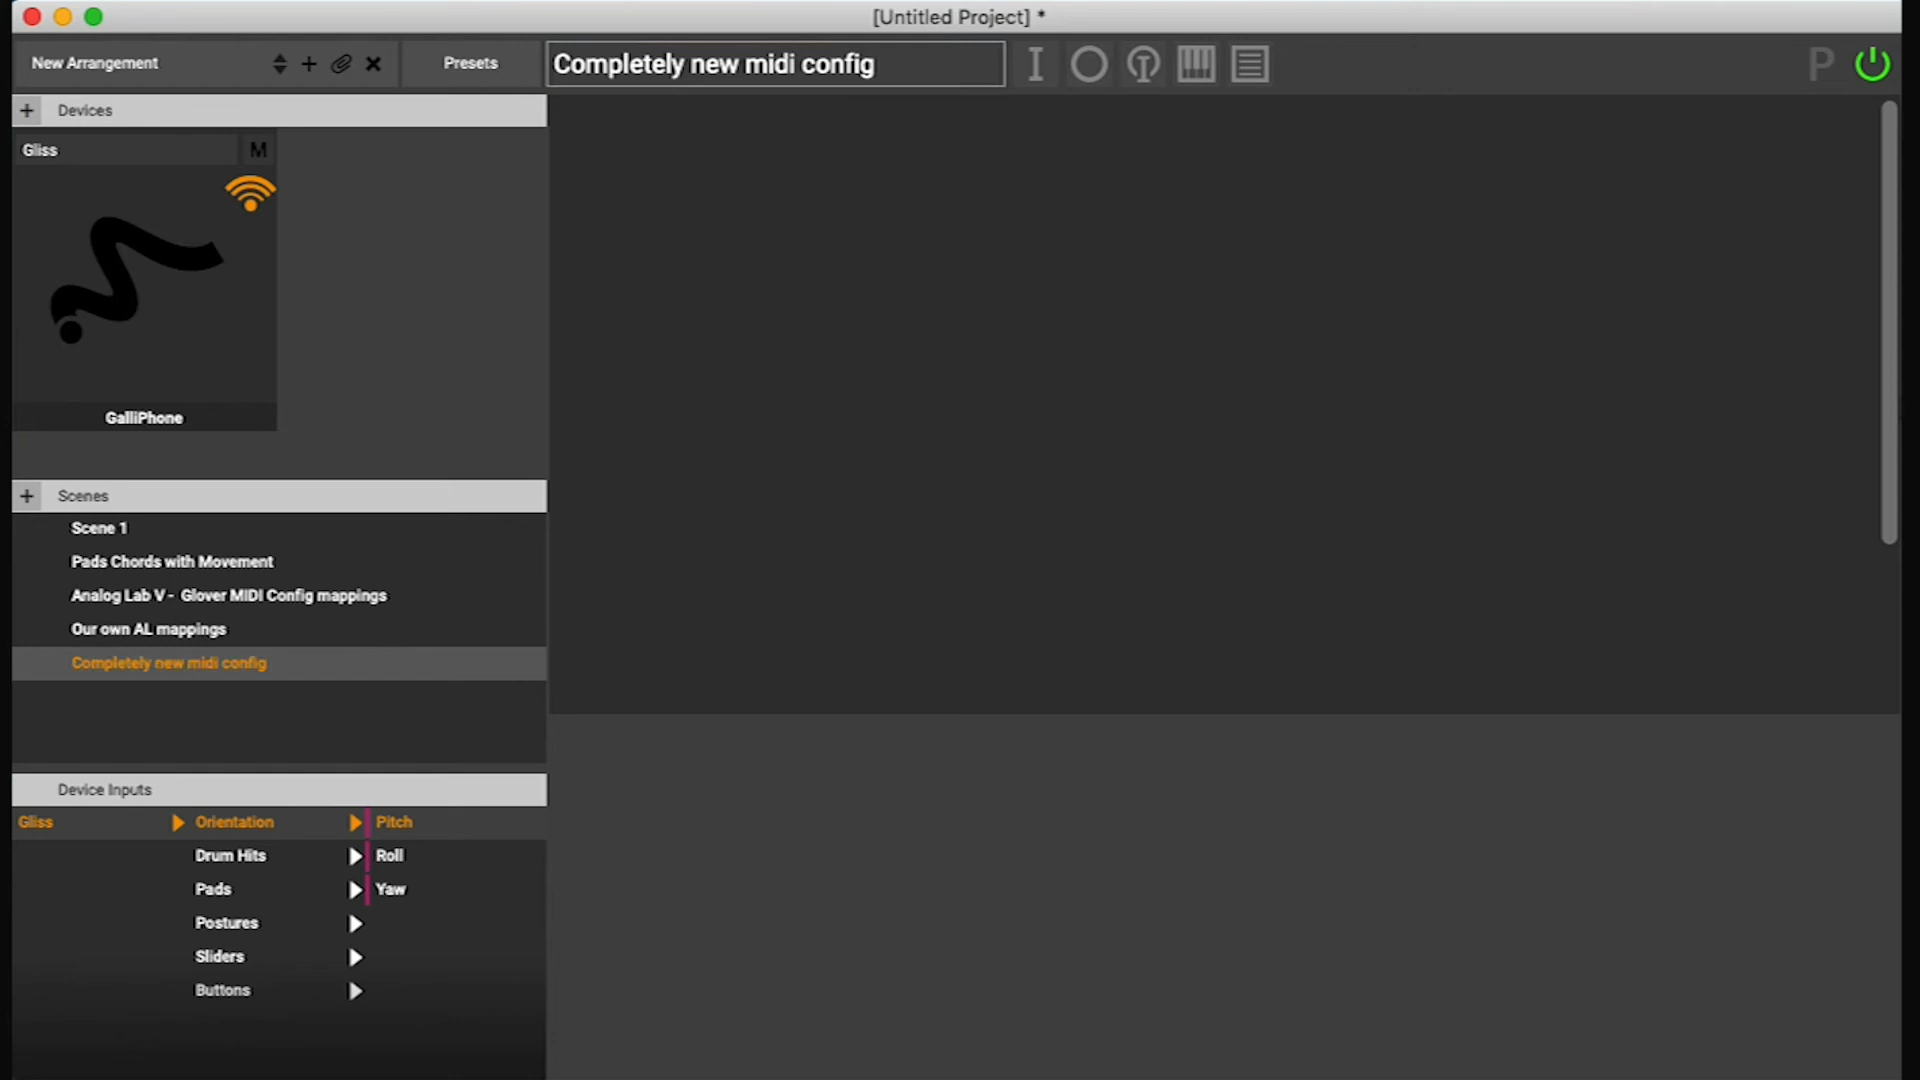 [Untitled Project] *
New Arrangement
Presets
Completely new midi config
P
Devices
Gliss
M
GalliPhone
Scenes
Scene 1
Pads Chords with Movement
Analog Lab V - Glover MIDI Config mappings
Our own AL mappings
Completely new midi config
Device Inputs
Gliss Orientation Pitch
Drum Hits Roll
Pads Yaw
Postures
Sliders
Buttons